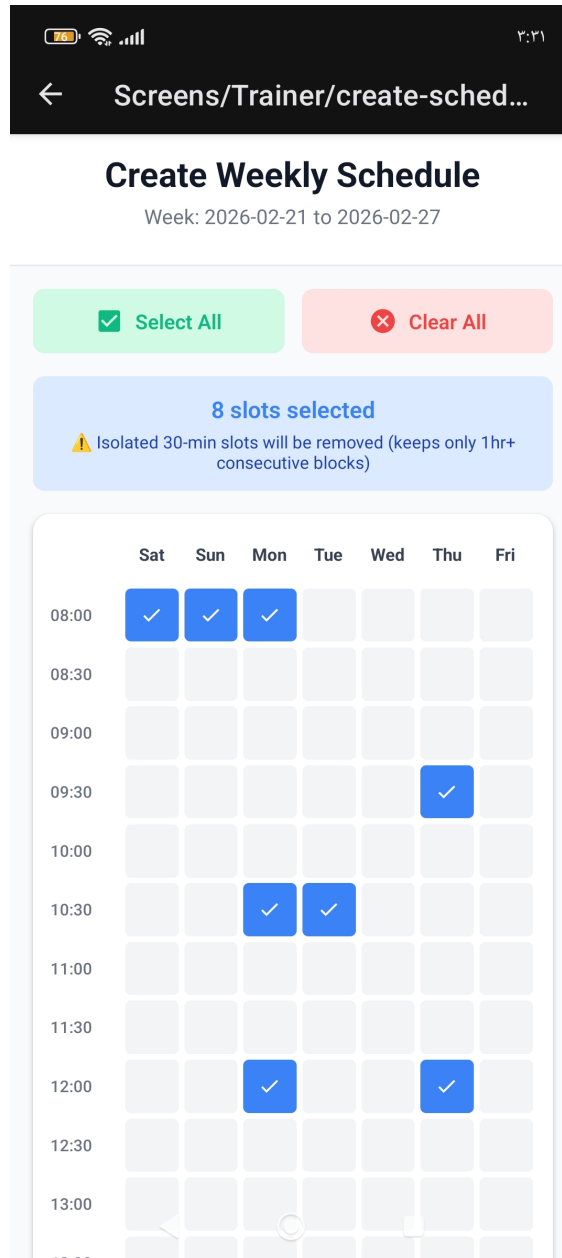 76
۳:۳۱
Screens/Trainer/create-sched...
Create Weekly Schedule
Week: 2026-02-21 to 2026-02-27
Select All
Clear All
8 slots selected
⚠️ Isolated 30-min slots will be removed (keeps only 1hr+
consecutive blocks)
Sat Sun Mon Tue Wed Thu Fri
08:00
08:30
09:00
09:30
10:00
10:30
11:00
11:30
12:00
12:30
13:00